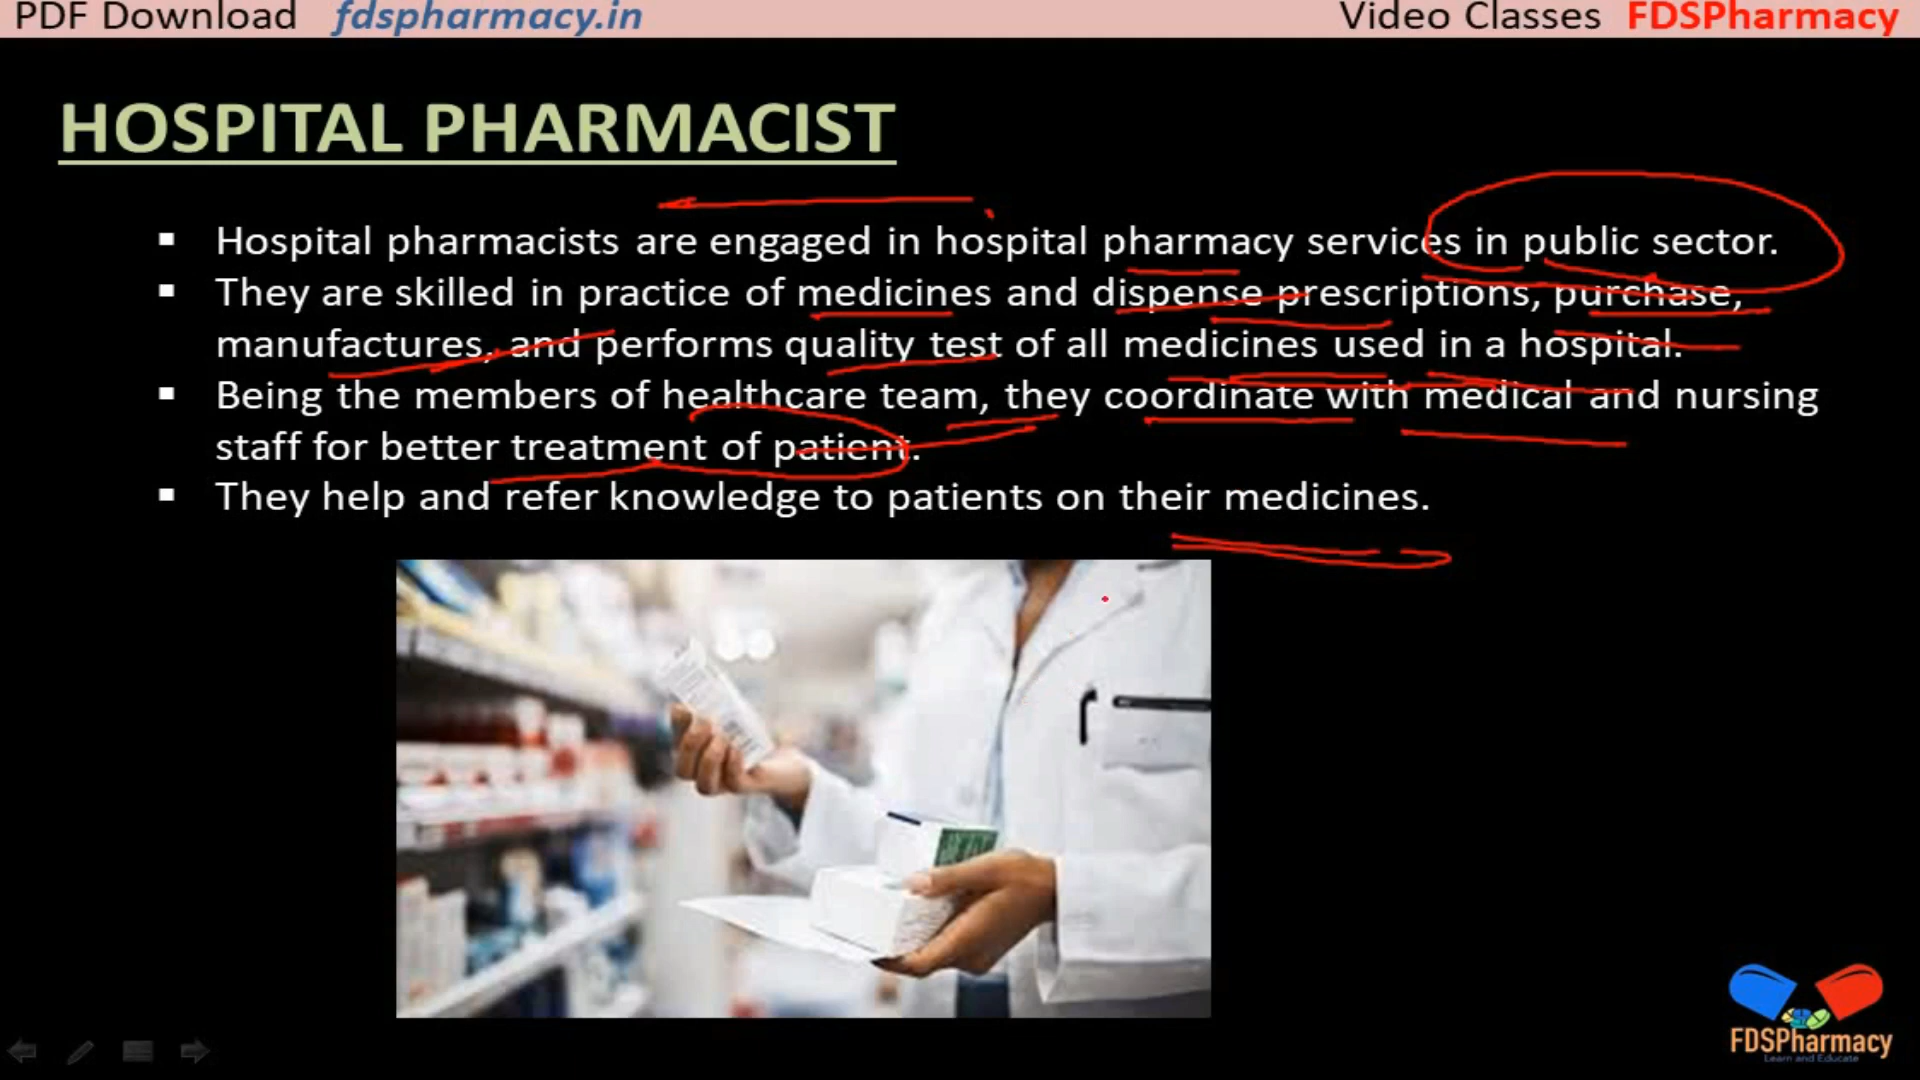 PDF Download fdspharmacy.in Video Classes FDSPharmacy
HOSPITAL PHARMACIST
▪ Hospital pharmacists are engaged in hospital pharmacy services in public sector.
▪ They are skilled in practice of medicines and dispense prescriptions, purchase,
manufactures, and performs quality test of all medicines used in a hospital.
▪ Being the members of healthcare team, they coordinate with medical and nursing
staff for better treatment of patient.
▪ They help and refer knowledge to patients on their medicines.
FDSPharmacy
Learn and Educate